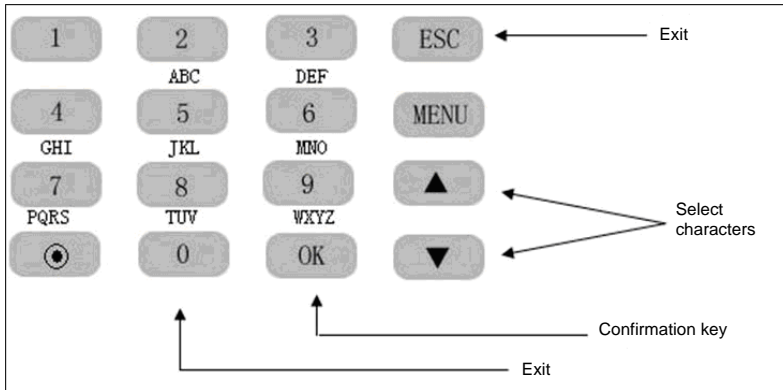 1 2 3 ESC Exit
ABC DEF
4 5 6 MENU
GHI JKL MNO
7 8 9 ▲
Select
characters
PQRS TUV WXYZ
0 OK ▼
Confirmation key
Exit